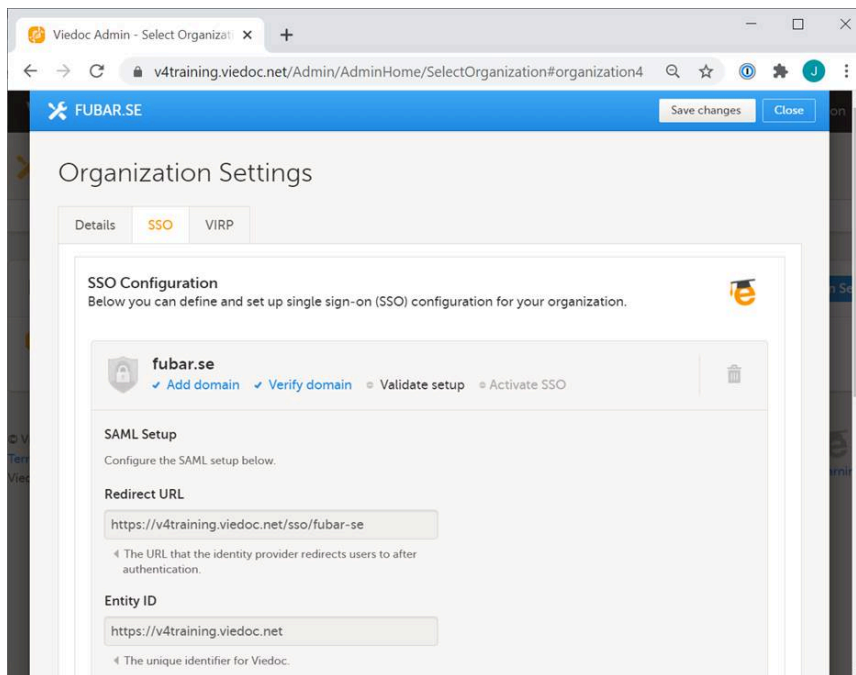 Viedoc Admin - Select Organizati
v4training.viedoc.net/Admin/AdminHome/SelectOrganization#organization4
J
FUBAR.SE
Save changes
Close
on
Organization Settings
Details
SSO
VIRP
SSO Configuration
Below you can define and set up single sign-on (SSO) configuration for your organization.
e
n Se
fubar.se
Add domain
Verify domain
Validate setup
Activate SSO
SAML Setup
© V
Configure the SAML setup below.
Tern
Vied
Redirect URL
https://v4training.viedoc.net/sso/fubar-se
The URL that the identity provider redirects users to after
authentication.
Entity ID
https://v4training.viedoc.net
The unique identifier for Viedoc.